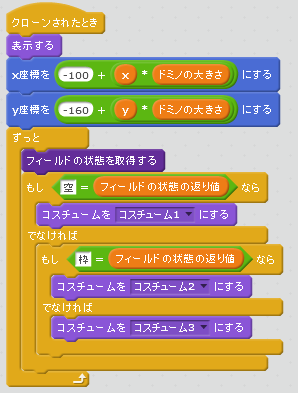 クローンされたとき
表示する
x座標を -100 + x * ドミノの大きさ にする
y座標を -160 + y * ドミノの大きさ にする
ずっと
フィールドの状態を取得する
もし 空 = フィールドの状態の返り値 なら
コスチュームを コスチューム1 にする
でなければ
もし 枠 = フィールドの状態の返り値 なら
コスチュームを コスチューム2 にする
でなければ
コスチュームを コスチューム3 にする